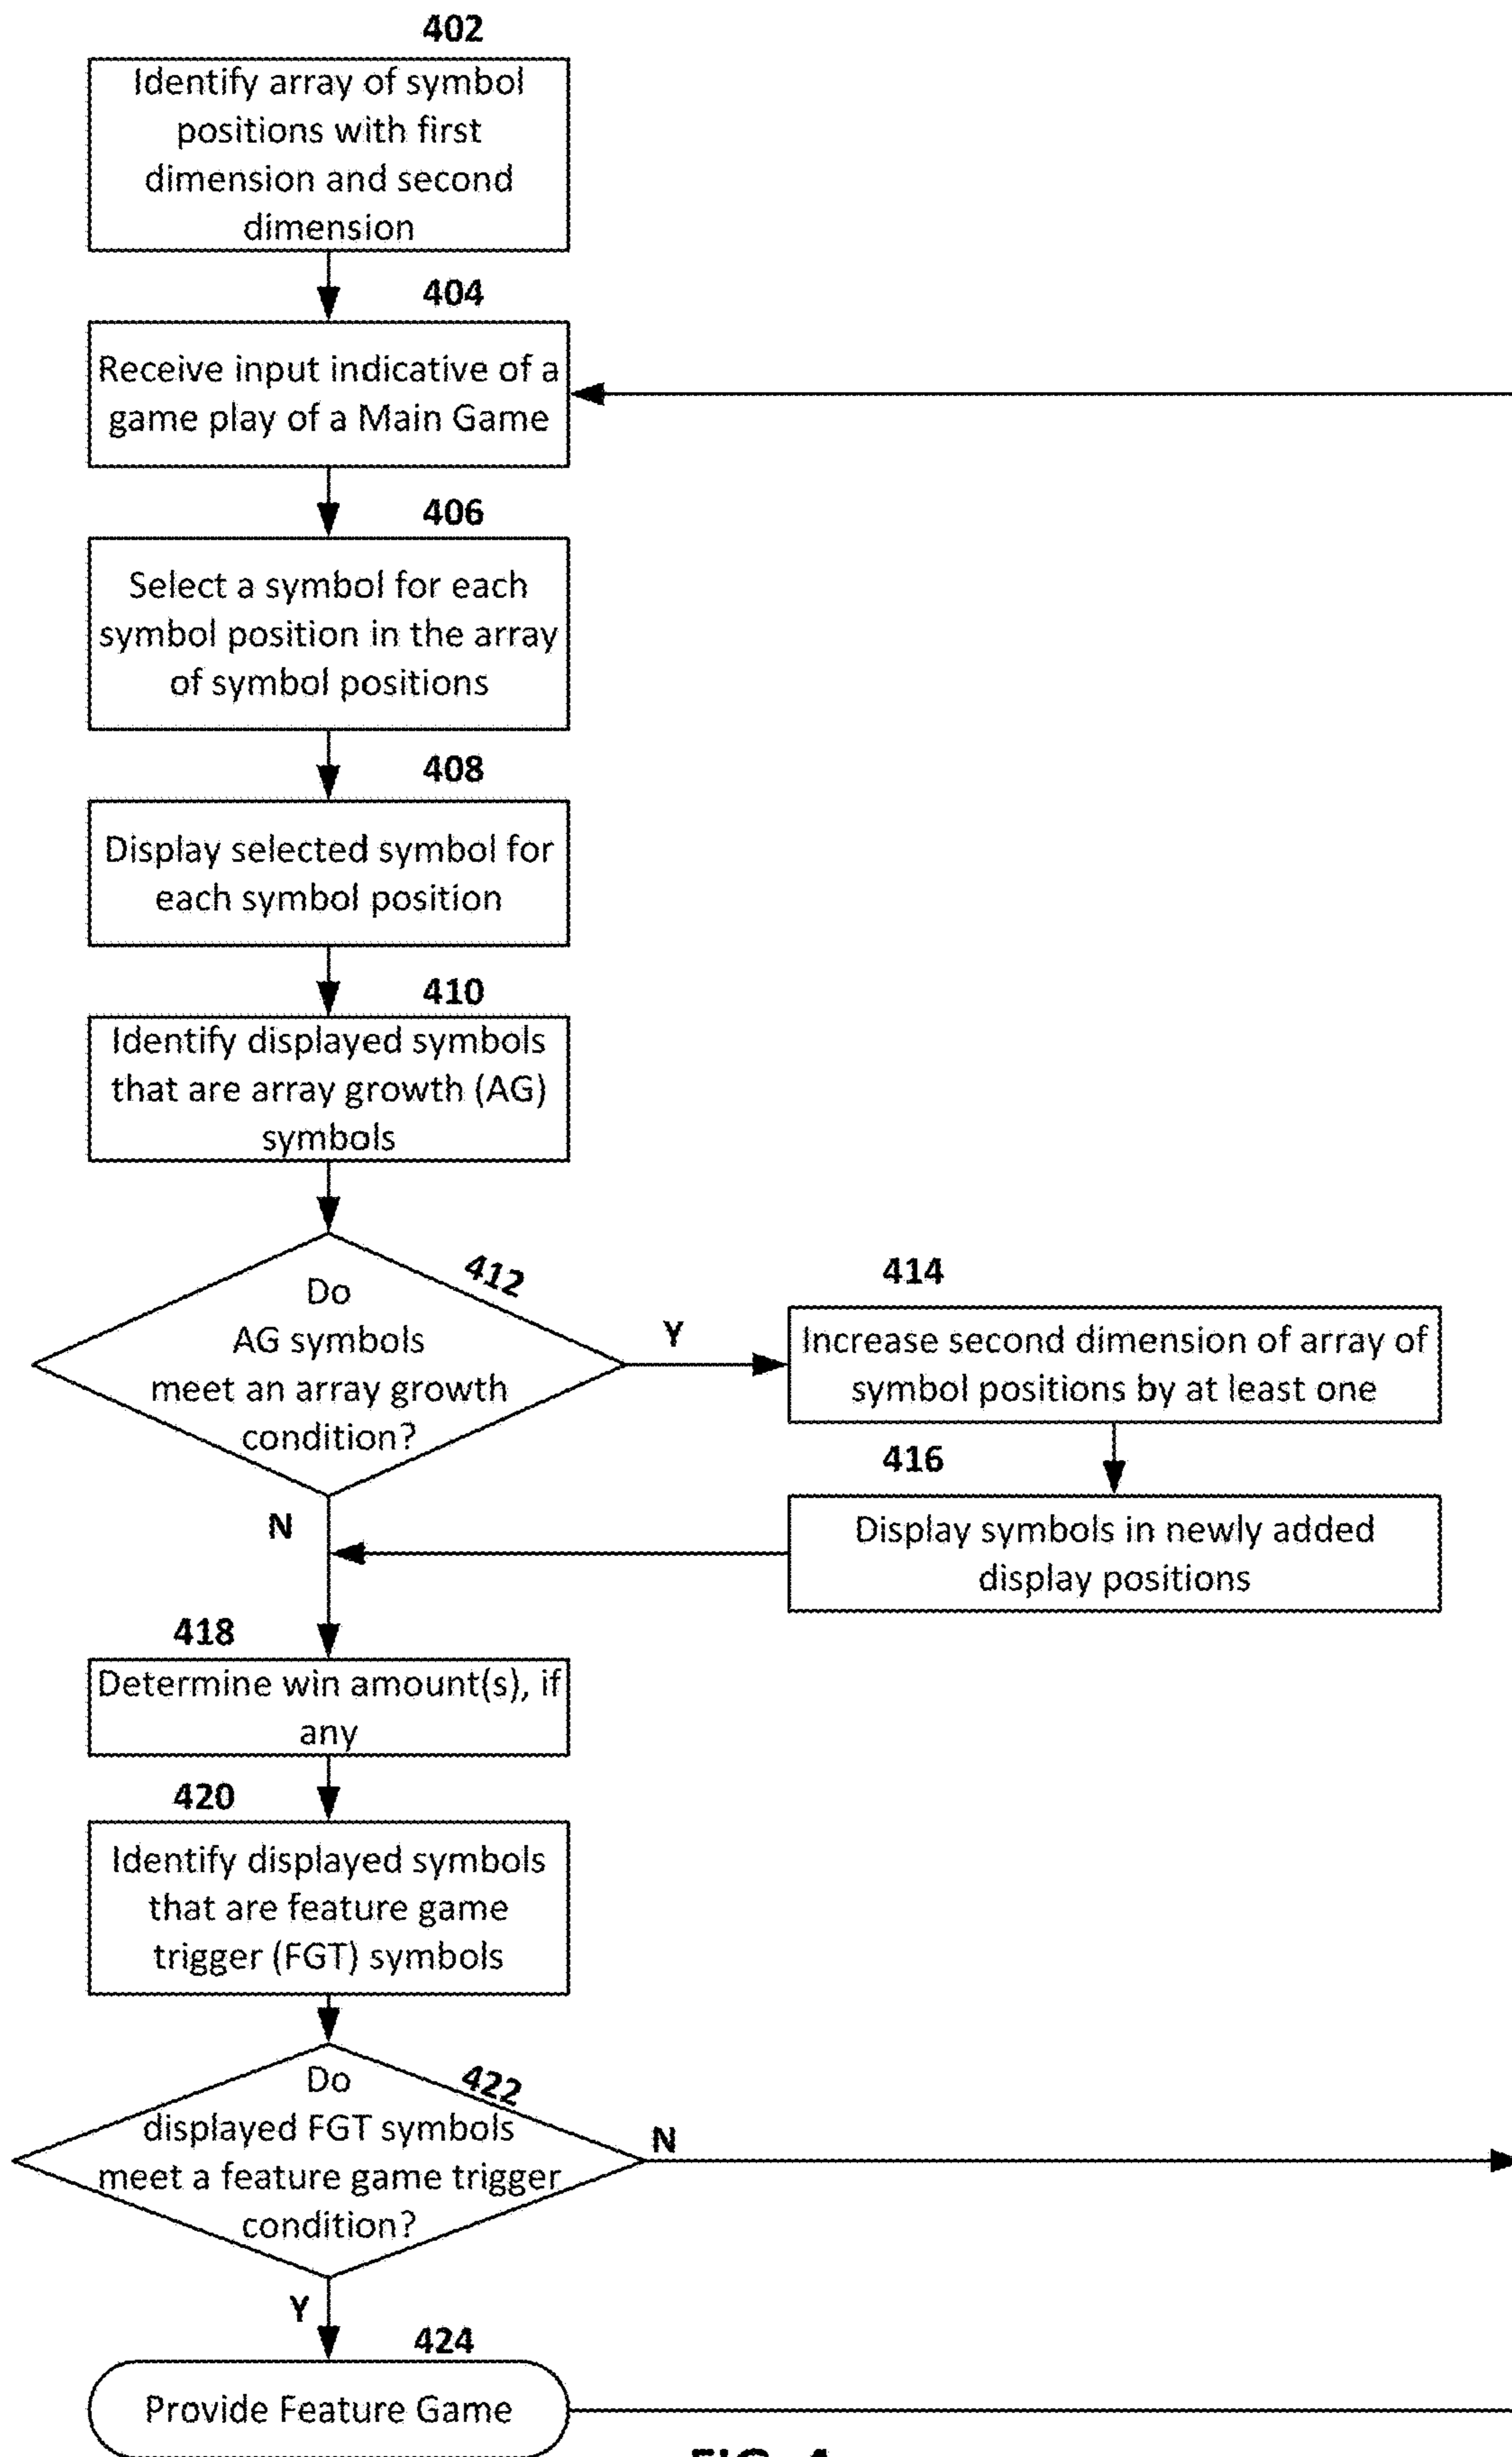 402
Identify array of symbol
positions with first
dimension and second
dimension
404
Receive input indicative of a
game play of a Main Game
406
Select a symbol for each
symbol position in the array
of symbol positions
408
Display selected symbol for
each symbol position
410
Identify displayed symbols
that are array growth (AG)
symbols
412
Do
AG symbols
meet an array growth
condition?
Y
N
414
Increase second dimension of array of
symbol positions by at least one
416
Display symbols in newly added
display positions
418
Determine win amount(s), if
any
420
Identify displayed symbols
that are feature game
trigger (FGT) symbols
422
Do
displayed FGT symbols
meet a feature game trigger
condition?
N
Y
424
Provide Feature Game